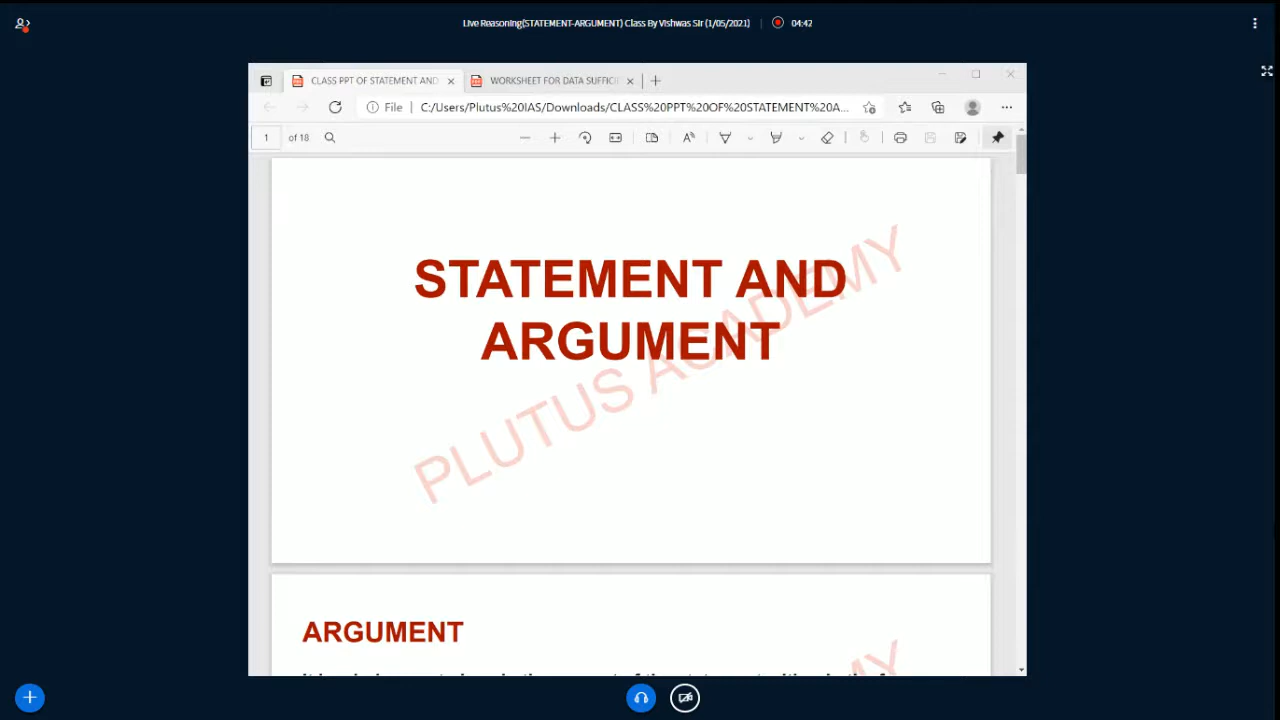 Live Reasoning(STATEMENT-ARGUMENT) Class By Vishwas Sir (1/05/2021) 04:42
CLASS PPT OF STATEMENT AND
WORKSHEET FOR DATA SUFFIC
File C:/Users/Plutus%20IAS/Downloads/CLASS%20PPT%20OF%20STATEMENT%20A...
1 of 18
STATEMENT AND
ARGUMENT
PLUTUS ACADEMY
ARGUMENT